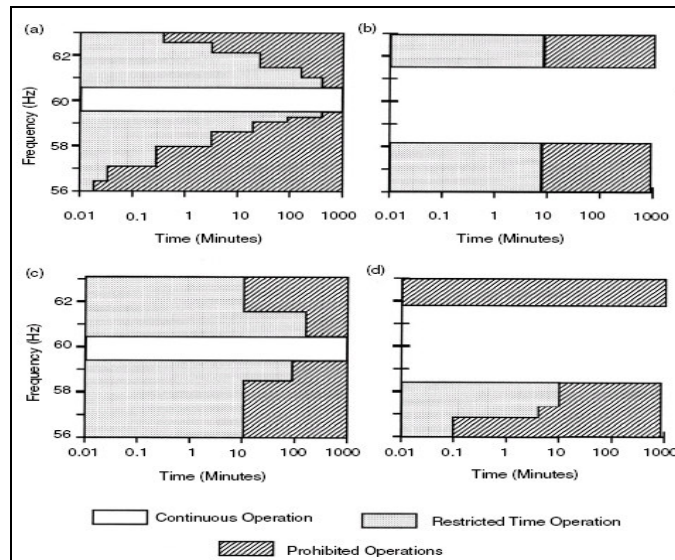 (a)
(b)
62
60
58
56
Frequency (Hz)
0.01 0.1 1 10 100 1000
0.01 0.1 1 10 100 1000
Time (Minutes)
Time (Minutes)
(c)
(d)
62
60
58
56
Frequency (Hz)
0.01 0.1 1 10 100 1000
0.01 0.1 1 10 100 1000
Time (Minutes)
Time (Minutes)
Continuous Operation
Restricted Time Operation
Prohibited Operations